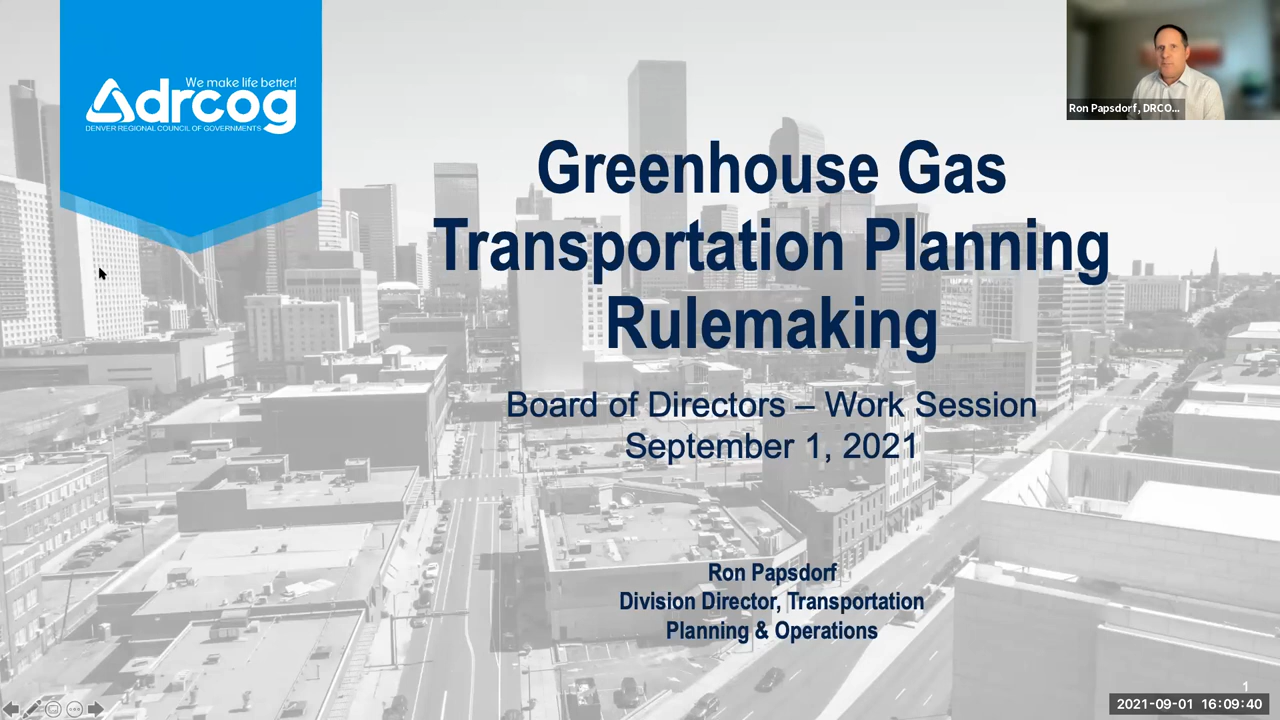 We make life better!
drcog
DENVER REGIONAL COUNCIL OF GOVERNMENTS
Ron Papsdorf, DRCO...
Greenhouse Gas
Transportation Planning
Rulemaking
Board of Directors – Work Session
September 1, 2021
Ron Papsdorf
Division Director, Transportation
Planning & Operations
1
2021-09-01 16:09:40